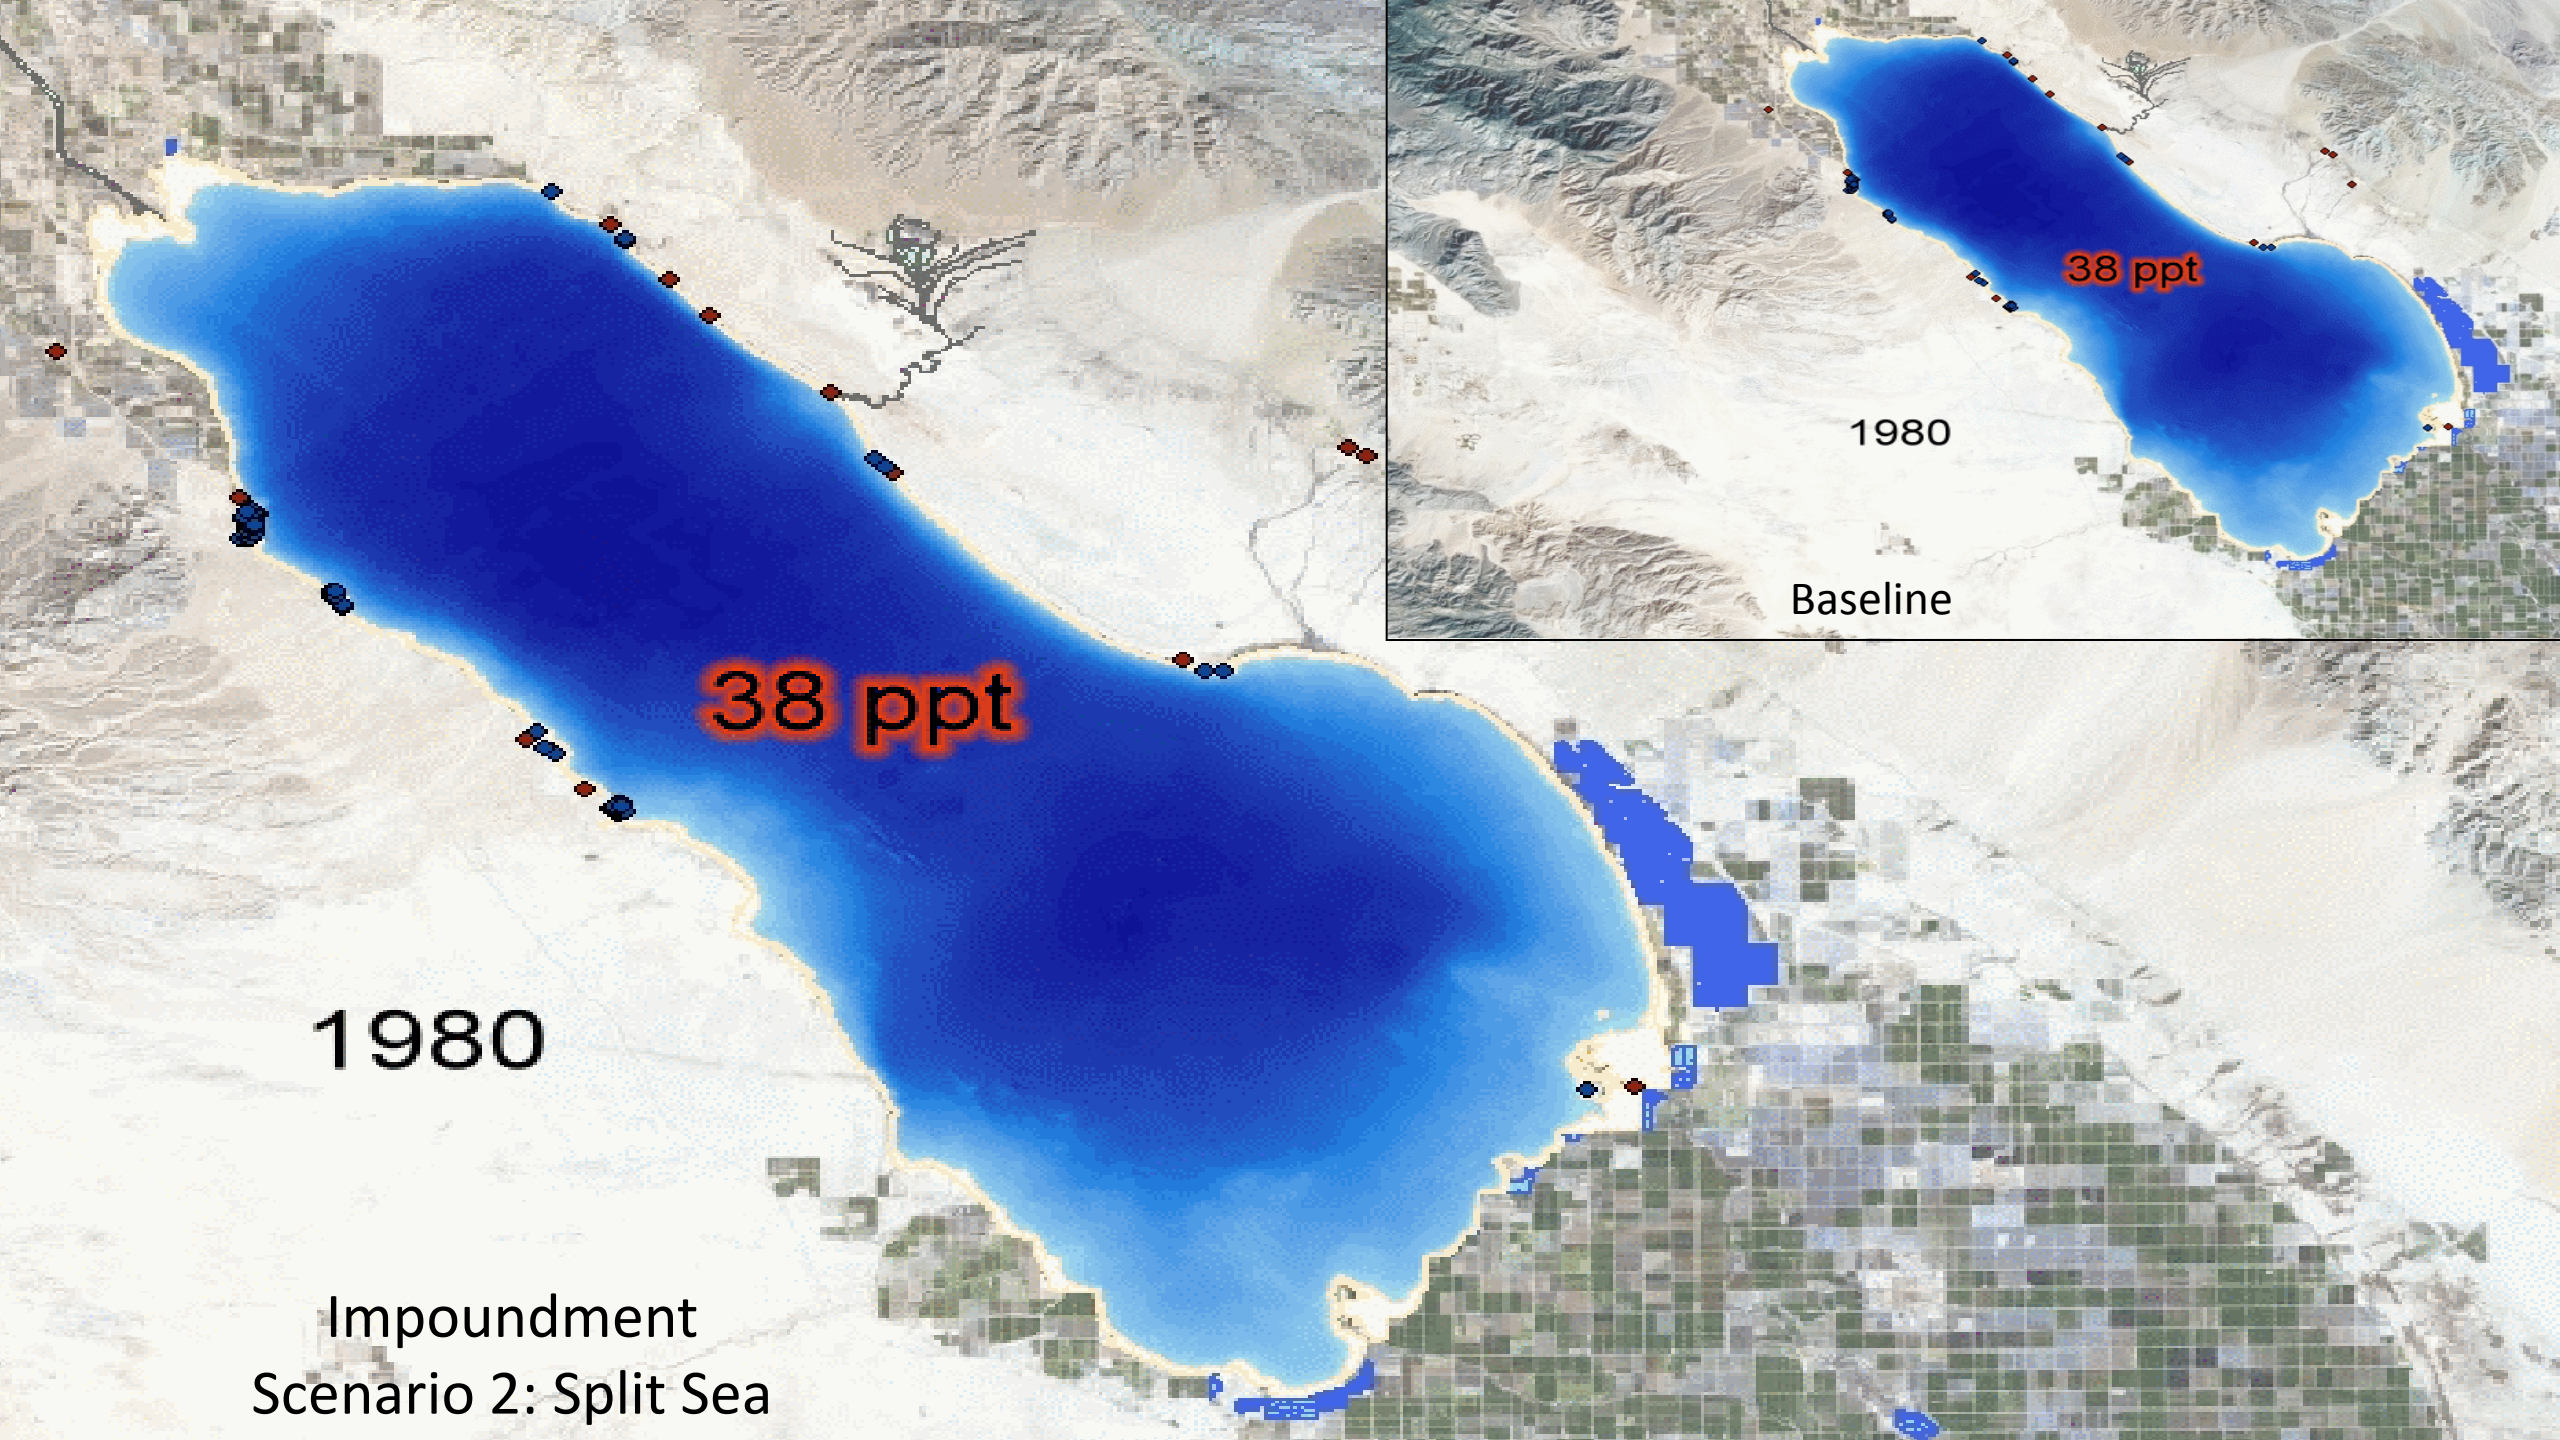 38 ppt
1980
Baseline
38 ppt
1980
Impoundment
Scenario 2: Split Sea